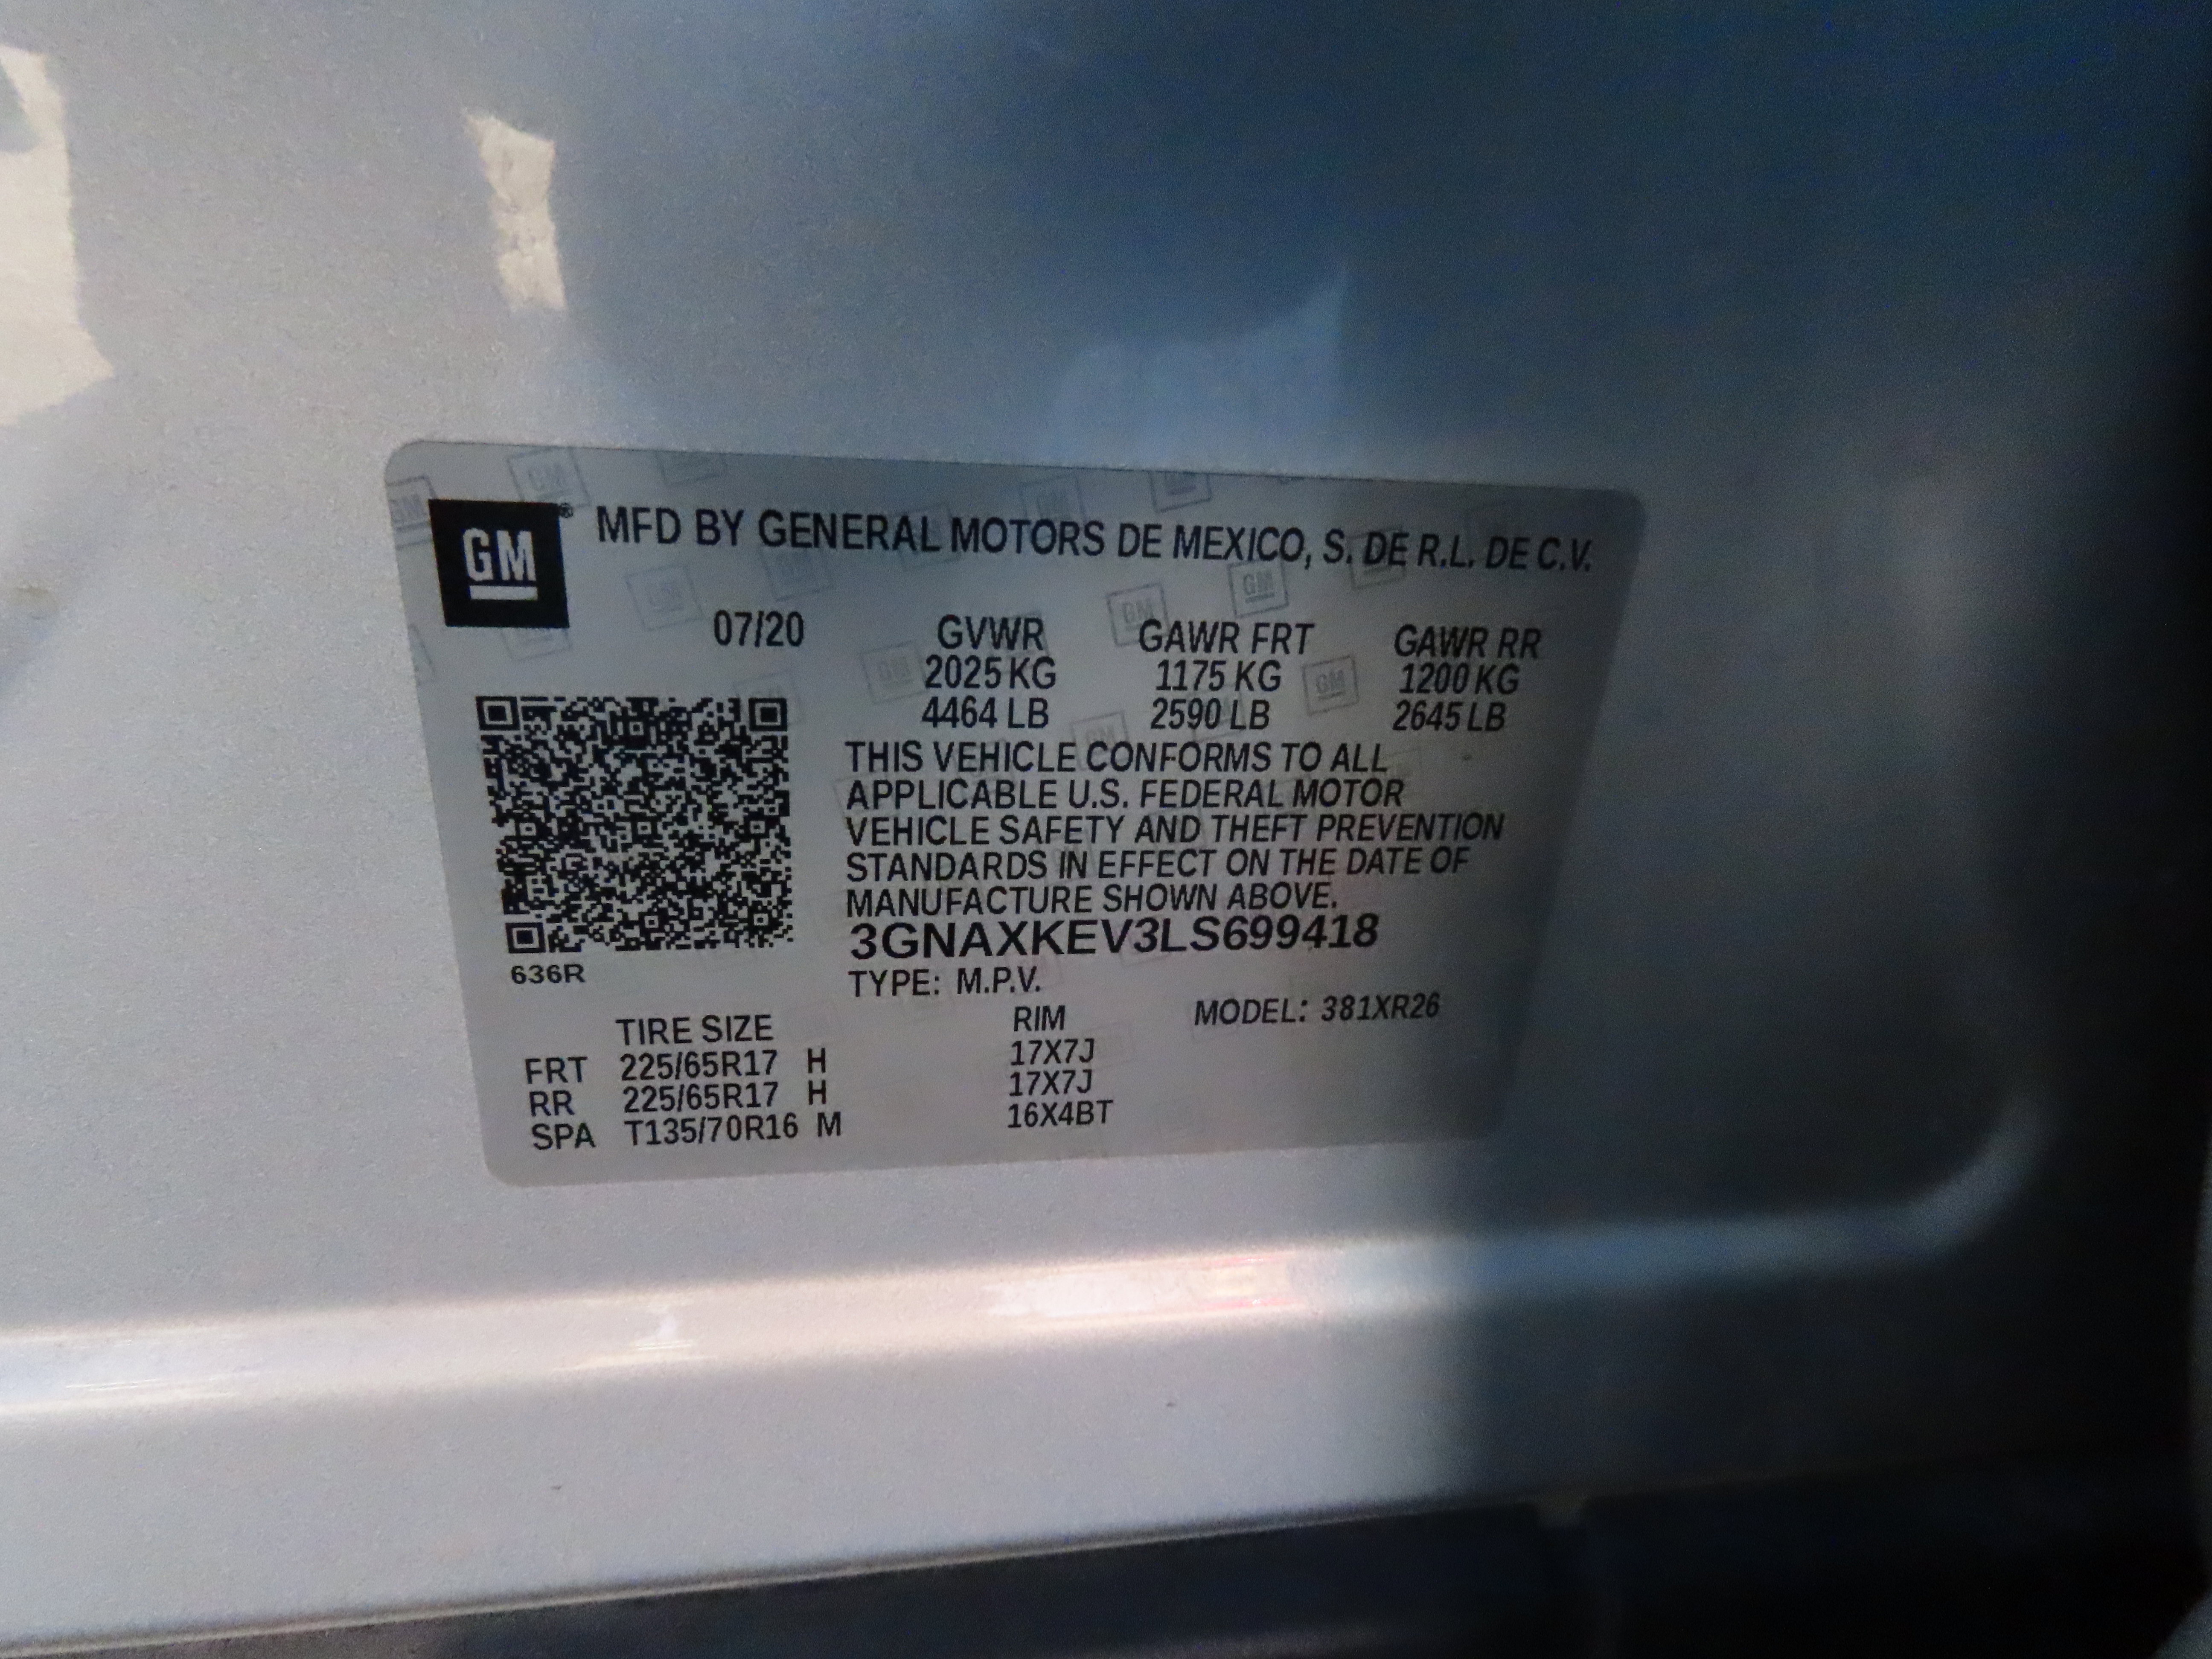 GM® MFD BY GENERAL MOTORS DE MEXICO, S. DE R.L. DE C.V.
07/20 GVWR GAWR FRT GAWR RR
2025 KG 1175 KG 1200 KG
4464 LB 2590 LB 2645 LB
THIS VEHICLE CONFORMS TO ALL
APPLICABLE U.S. FEDERAL MOTOR
VEHICLE SAFETY AND THEFT PREVENTION
STANDARDS IN EFFECT ON THE DATE OF
MANUFACTURE SHOWN ABOVE.
3GNAXKEV3LS699418
636R
TYPE: M.P.V.
MODEL: 381XR26
TIRE SIZE RIM
FRT 225/65R17 H 17X7J
RR 225/65R17 H 17X7J
SPA T135/70R16 M 16X4BT